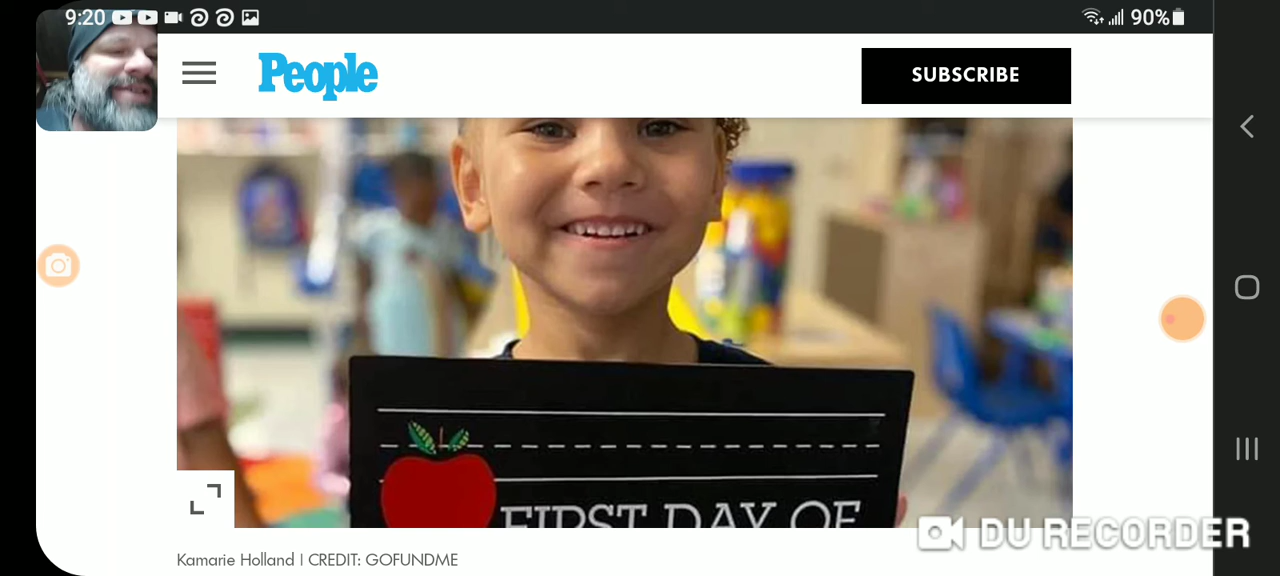 9:20
90%
People
SUBSCRIBE
FIRST DAY OF
DU RECORDER
Kamarie Holland | CREDIT: GOFUNDME